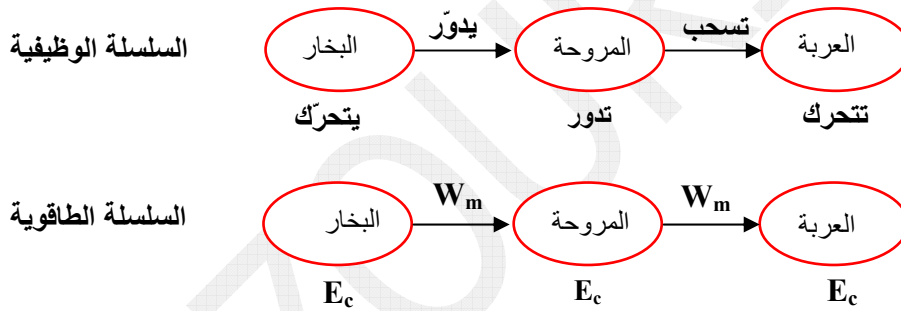 السلسلة الوظيفية
البخار يدوّر المروحة تسحب العربة
يتحرّك تدور تتحرك
السلسلة الطاقوية
البخار Wm المروحة Wm العربة
Ec Ec Ec